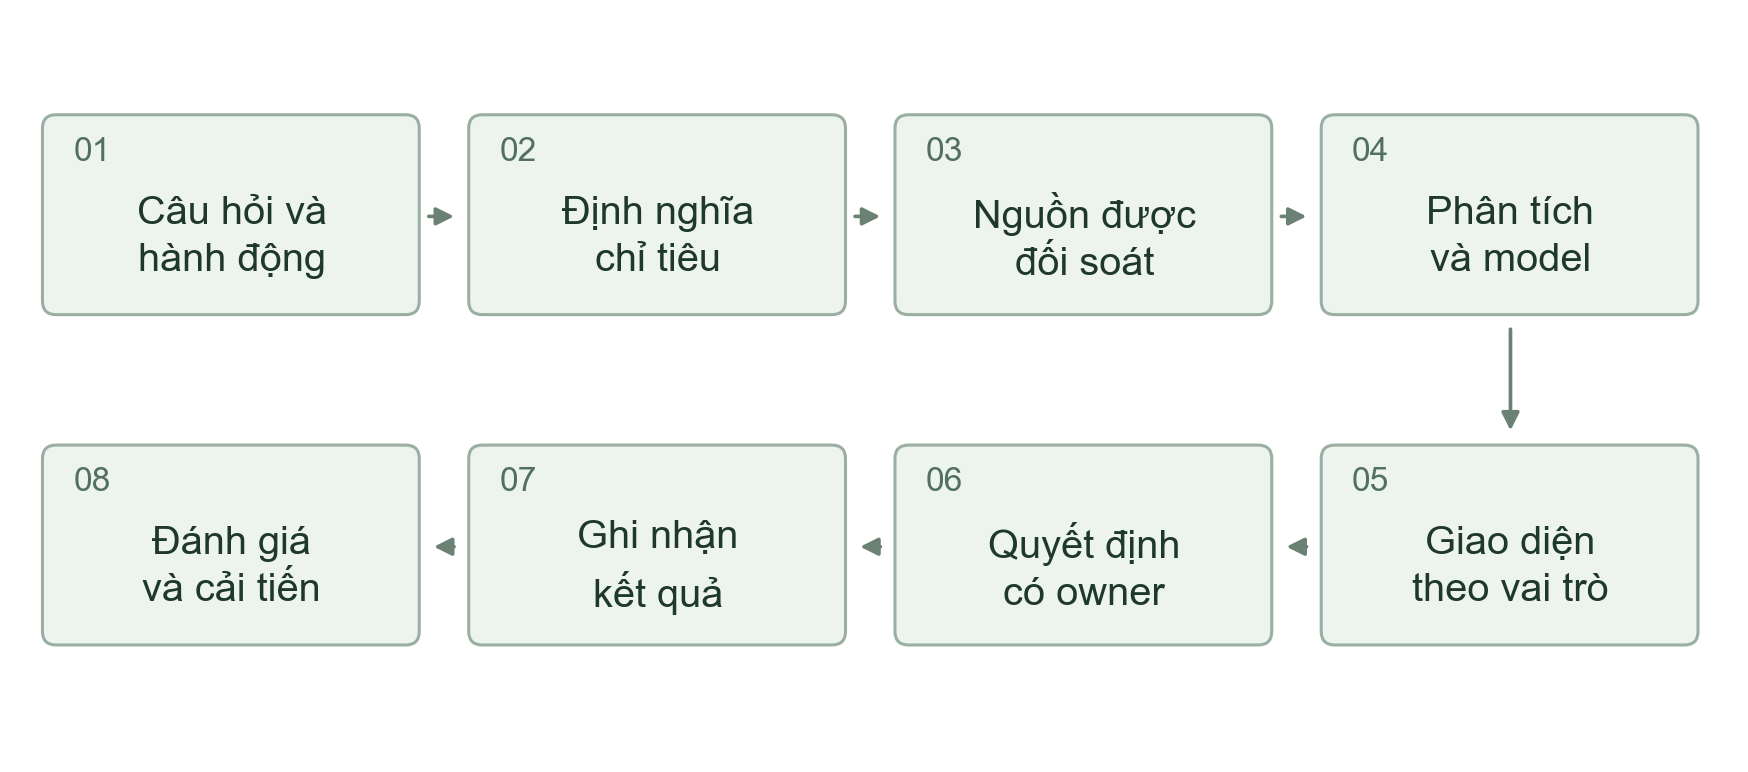 01
Câu hỏi và
hành động
02
Định nghĩa
chỉ tiêu
03
Nguồn được
đối soát
04
Phân tích
và model
05
Giao diện
theo vai trò
06
Quyết định
có owner
07
Ghi nhận
kết quả
08
Đánh giá
và cải tiến